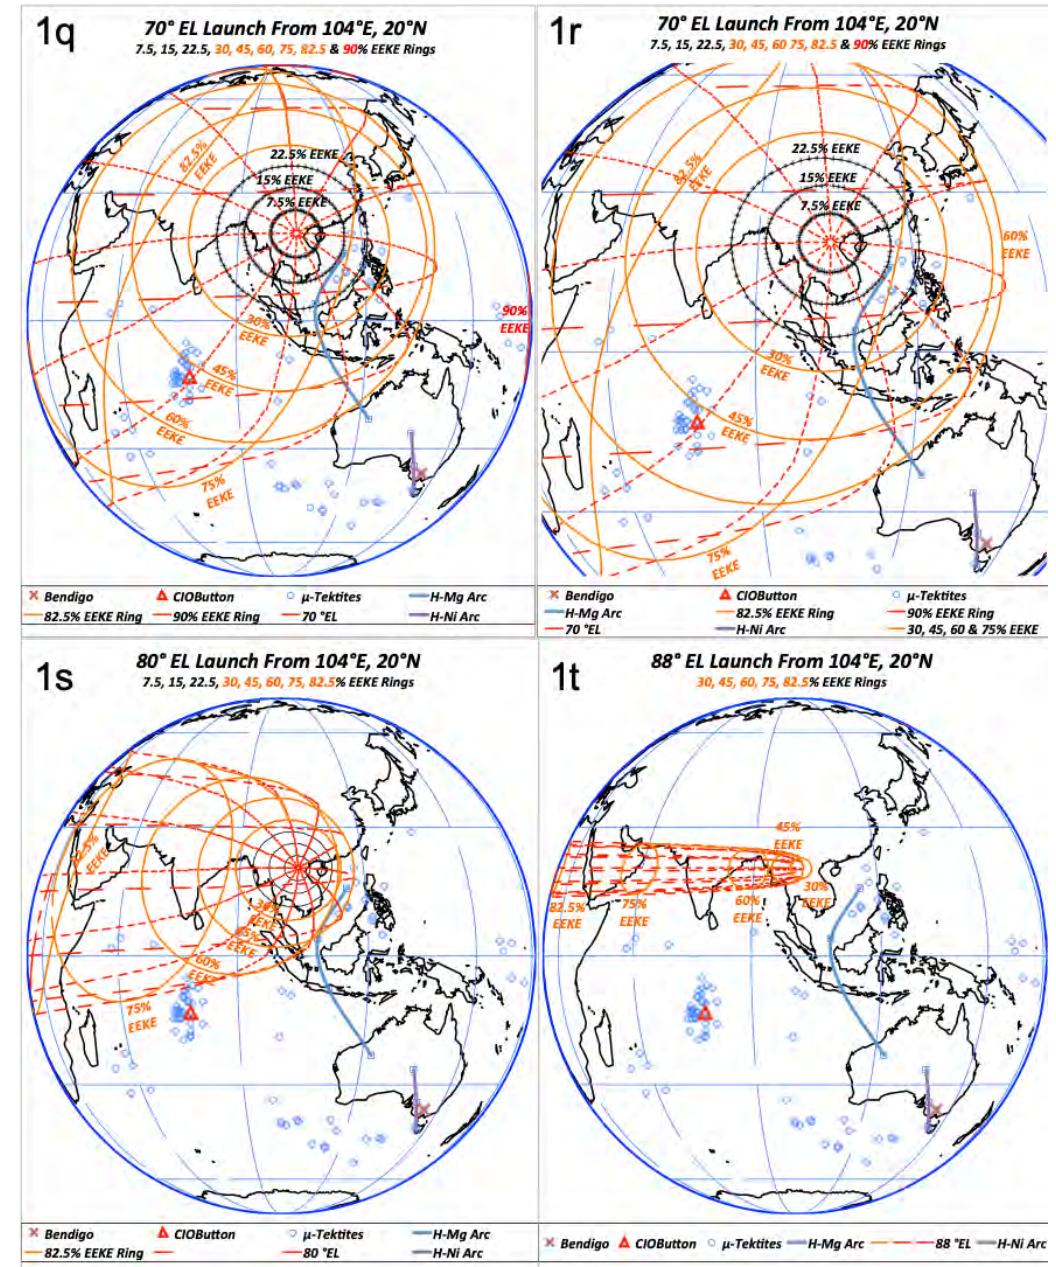 1q
70° EL Launch From 104°E, 20°N
7.5, 15, 22.5, 30, 45, 60, 75, 82.5 & 90% EEKE Rings
82.5%
EEKE
22.5% EEKE
15% EEKE
7.5% EEKE
90%
EEKE
30%
EEKE
45%
EEKE
60%
EEKE
75%
EEKE
Bendigo CIOButton μ-Tektites H-Mg Arc
82.5% EEKE Ring 90% EEKE Ring 70 °EL H-Ni Arc
1r
70° EL Launch From 104°E, 20°N
7.5, 15, 22.5, 30, 45, 60 75, 82.5 & 90% EEKE Rings
22.5% EEKE
82.5%
EEKE
15% EEKE
7.5% EEKE
60%
EEKE
30%
EEKE
45%
EEKE
75%
EEKE
Bendigo CIOButton μ-Tektites
H-Mg Arc 82.5% EEKE Ring 90% EEKE Ring
70 °EL H-Ni Arc 30, 45, 60 & 75% EEKE
1s
80° EL Launch From 104°E, 20°N
7.5, 15, 22.5, 30, 45, 60, 75, 82.5% EEKE Rings
EEKE
30%
EEKE
45%
EEKE
60%
EEKE
75%
EEKE
Bendigo CIOButton μ-Tektites H-Mg Arc
82.5% EEKE Ring 80 °EL H-Ni Arc
1t
88° EL Launch From 104°E, 20°N
30, 45, 60, 75, 82.5% EEKE Rings
45%
EEKE
30%
EEKE
60%
EEKE
75%
EEKE
82.5%
EEKE
Bendigo CIOButton μ-Tektites H-Mg Arc 88 °EL H-Ni Arc